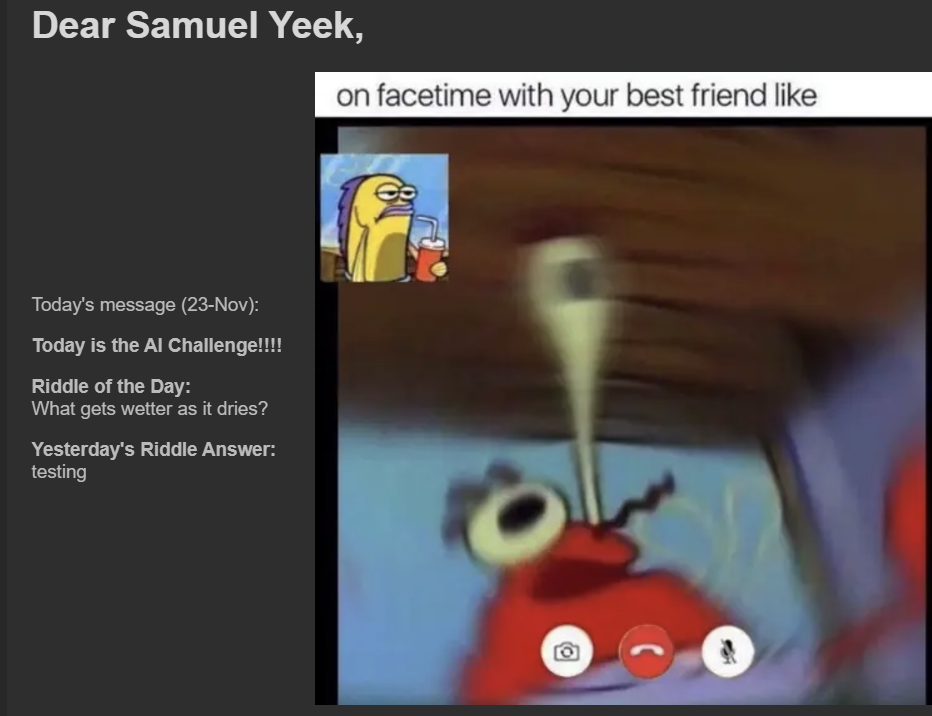 Dear Samuel Yeek,
on facetime with your best friend like
Today's message (23-Nov):
Today is the AI Challenge!!!!
Riddle of the Day:
What gets wetter as it dries?
Yesterday's Riddle Answer:
testing